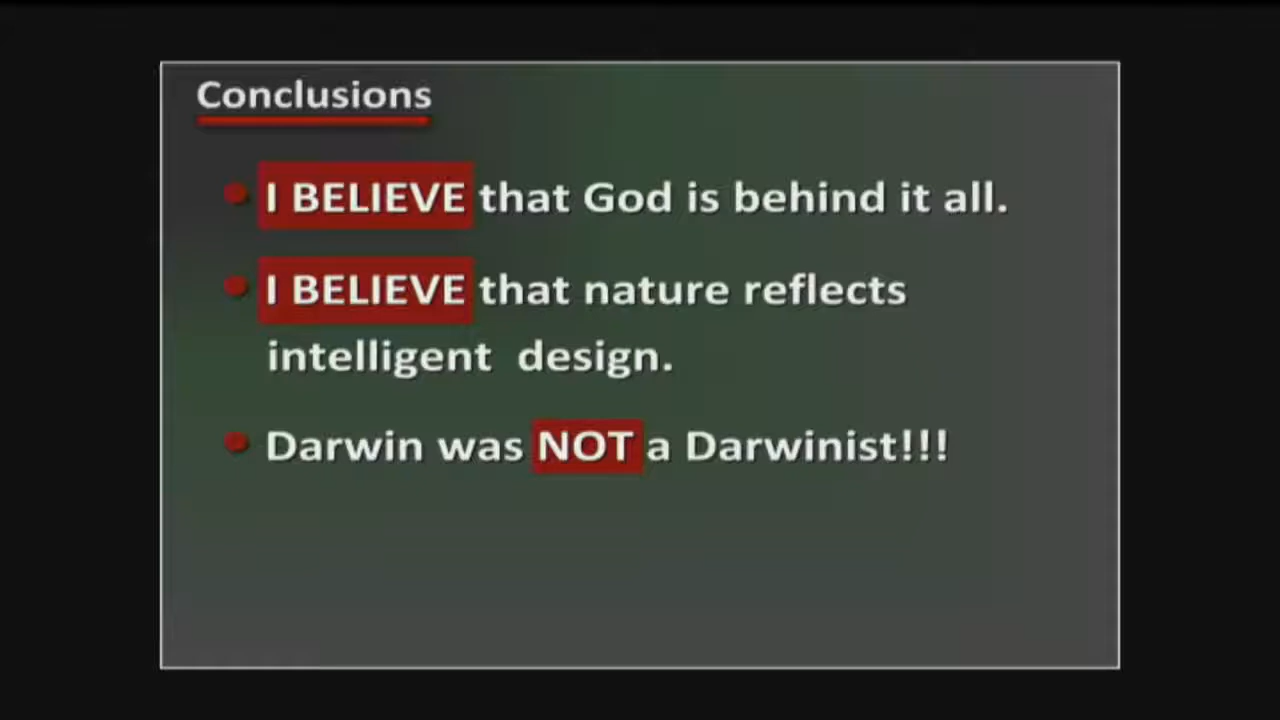 Conclusions
• I BELIEVE that God is behind it all.
• I BELIEVE that nature reflects
intelligent design.
• Darwin was NOT a Darwinist!!!